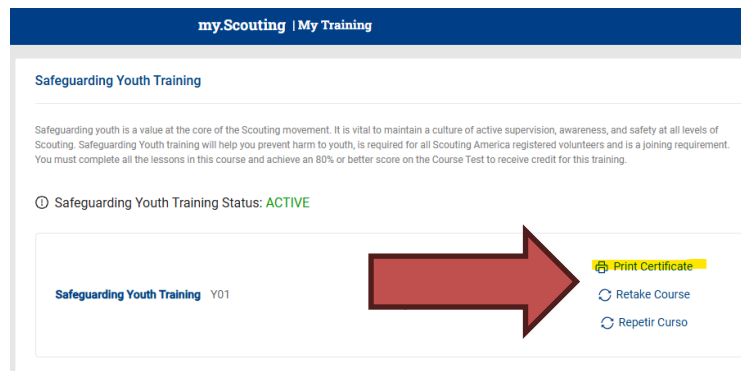 my.Scouting | My Training
Safeguarding Youth Training
Safeguarding youth is a value at the core of the Scouting movement. It is vital to maintain a culture of active supervision, awareness, and safety at all levels of
Scouting. Safeguarding Youth training will help you prevent harm to youth, is required for all Scouting America registered volunteers and is a joining requirement.
You must complete all the lessons in this course and achieve an 80% or better score on the Course Test to receive credit for this training.
Safeguarding Youth Training Status: ACTIVE
Print Certificate
Safeguarding Youth Training Y01
Retake Course
Repetir Curso